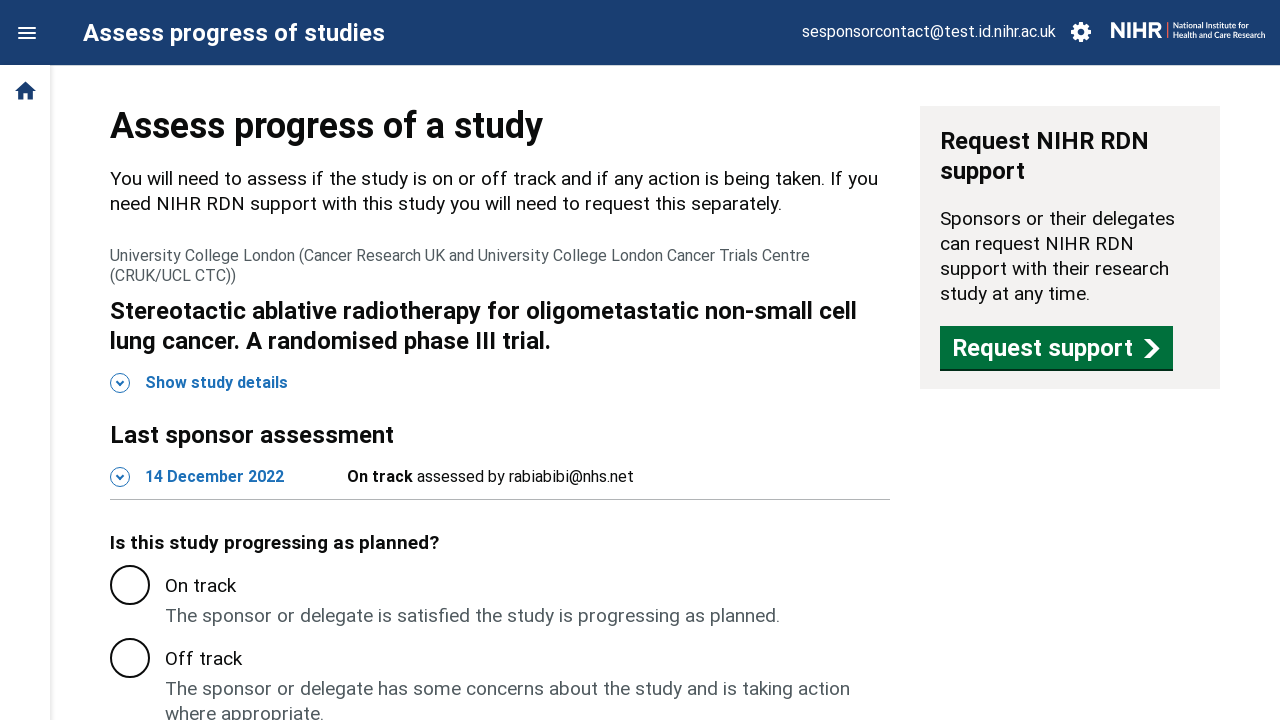 Assess progress of studies
sesponsorcontact@test.id.nihr.ac.uk
NIHR National Institute for
Health and Care Research
Assess progress of a study
You will need to assess if the study is on or off track and if any action is being taken. If you
need NIHR RDN support with this study you will need to request this separately.
University College London (Cancer Research UK and University College London Cancer Trials Centre
(CRUK/UCL CTC))
Stereotactic ablative radiotherapy for oligometastatic non-small cell
lung cancer. A randomised phase III trial.
Show study details
Last sponsor assessment
14 December 2022 On track assessed by rabiabibi@nhs.net
Is this study progressing as planned?
On track
The sponsor or delegate is satisfied the study is progressing as planned.
Off track
The sponsor or delegate has some concerns about the study and is taking action
where appropriate.
Request NIHR RDN
support
Sponsors or their delegates
can request NIHR RDN
support with their research
study at any time.
Request support